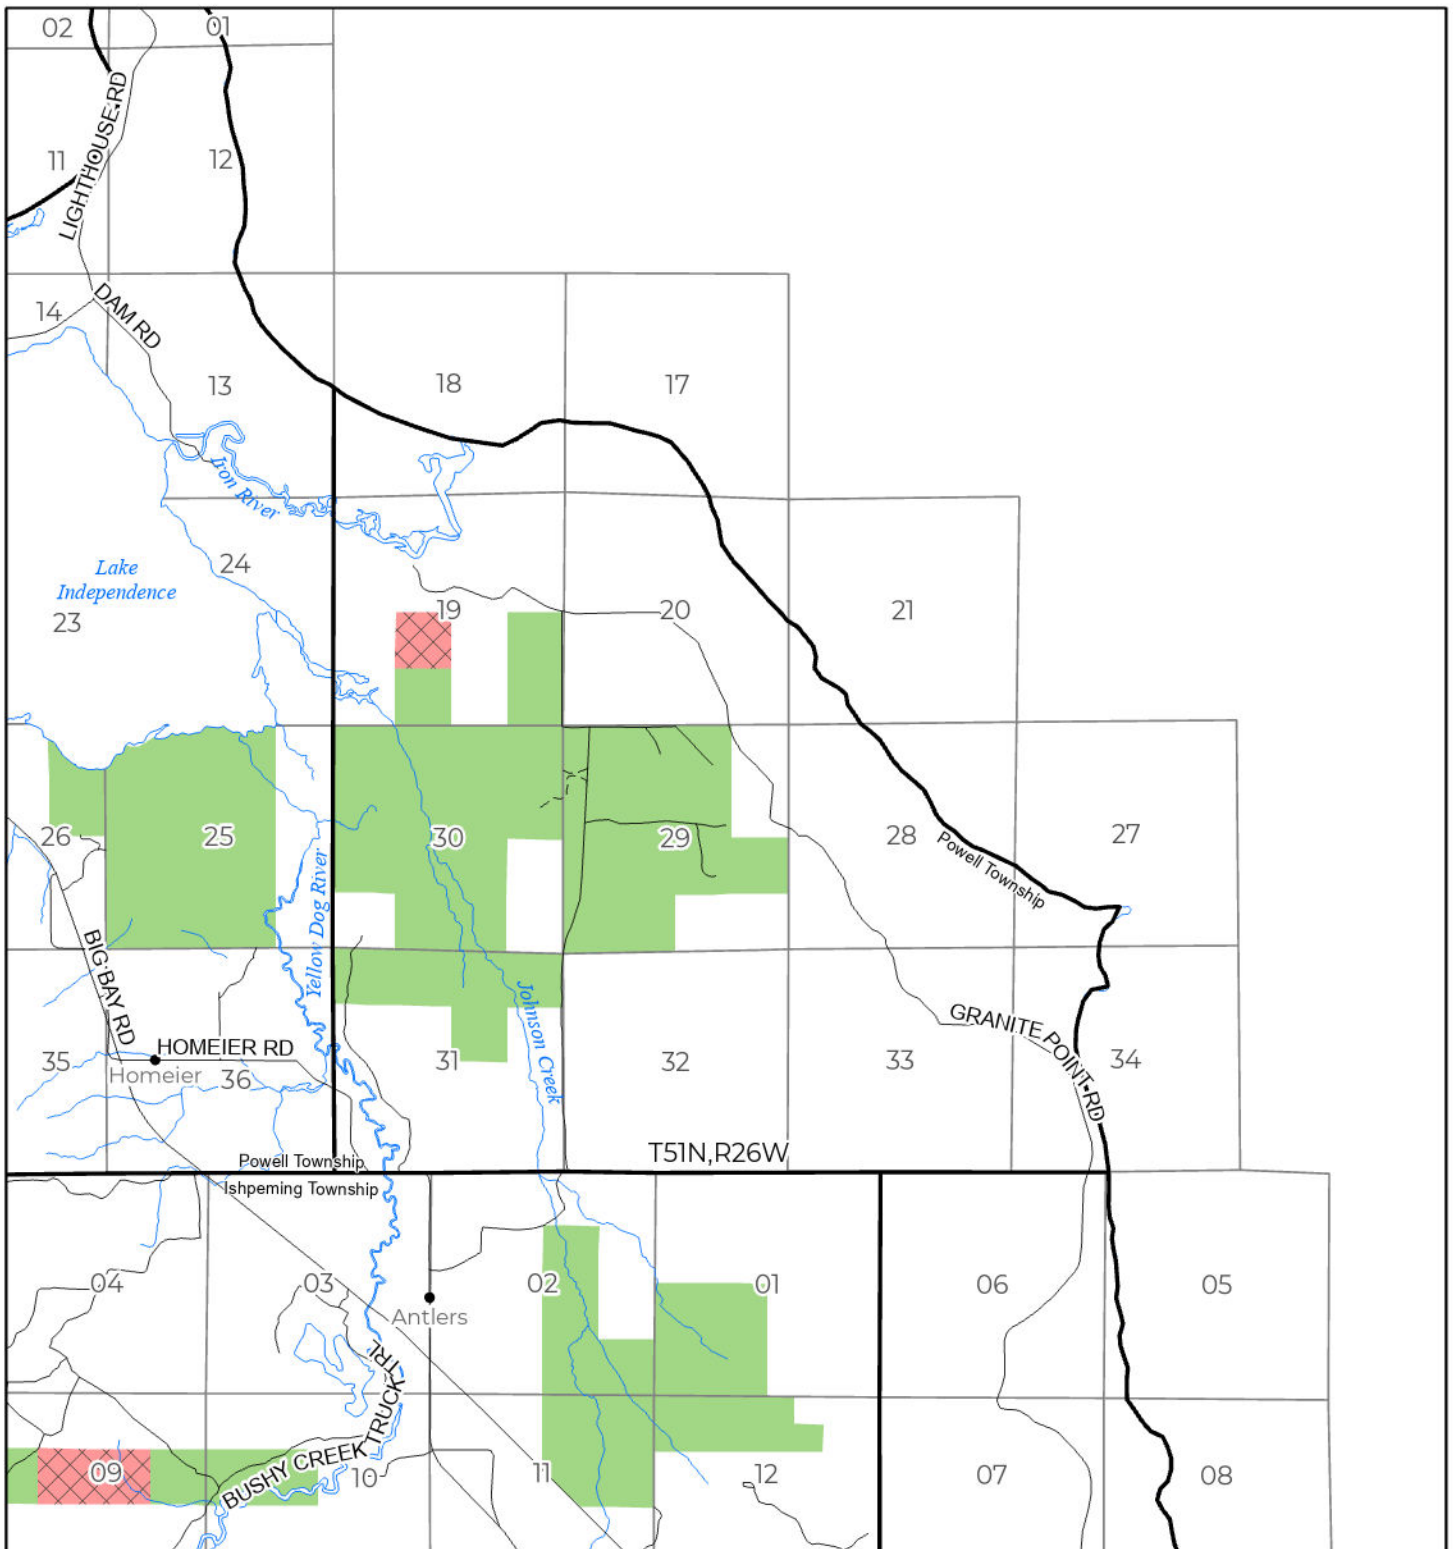 02
01
LIGHTHOUSE RD
11
12
14
DAM RD
13
18
17
Iron River
Lake
Independence
24
23
19
20
21
26
25
30
29
28
27
Powell Township
Yellow Dog River
BIG BAY RD
Johnson Creek
GRANITE POINT RD
HOMEIER RD
Homeier
35
36
31
32
33
34
T51N,R26W
Powell Township
Ishpeming Township
04
03
02
01
06
05
Antlers
BUSHY CREEK TRUCK TRL
09
10
11
12
07
08